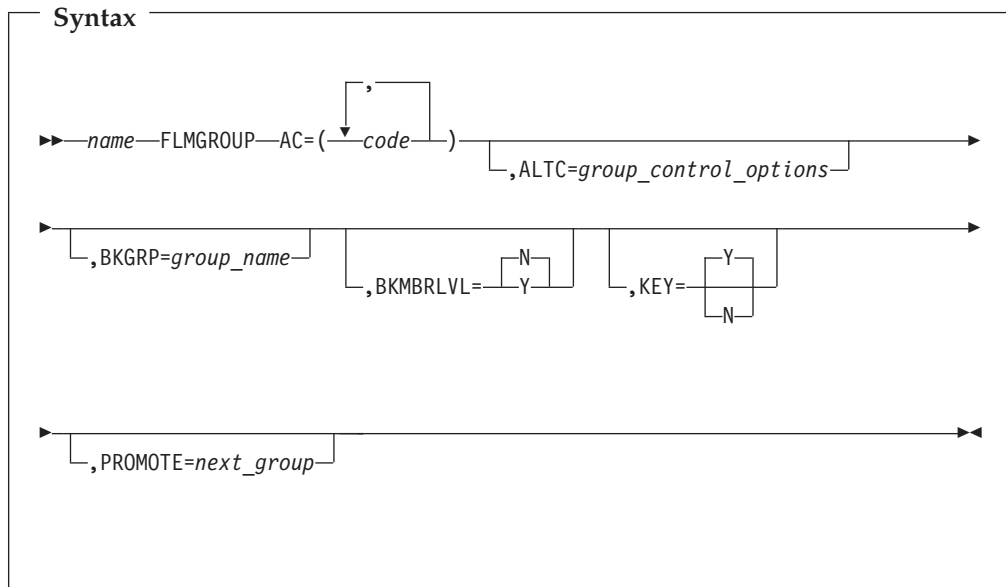 Syntax
,
name FLMGROUP AC=( code )
,ALTC=group_control_options
,BKGRP=group_name
N
,BKMBRLVL= Y
Y
,KEY=
N
,PROMOTE=next_group